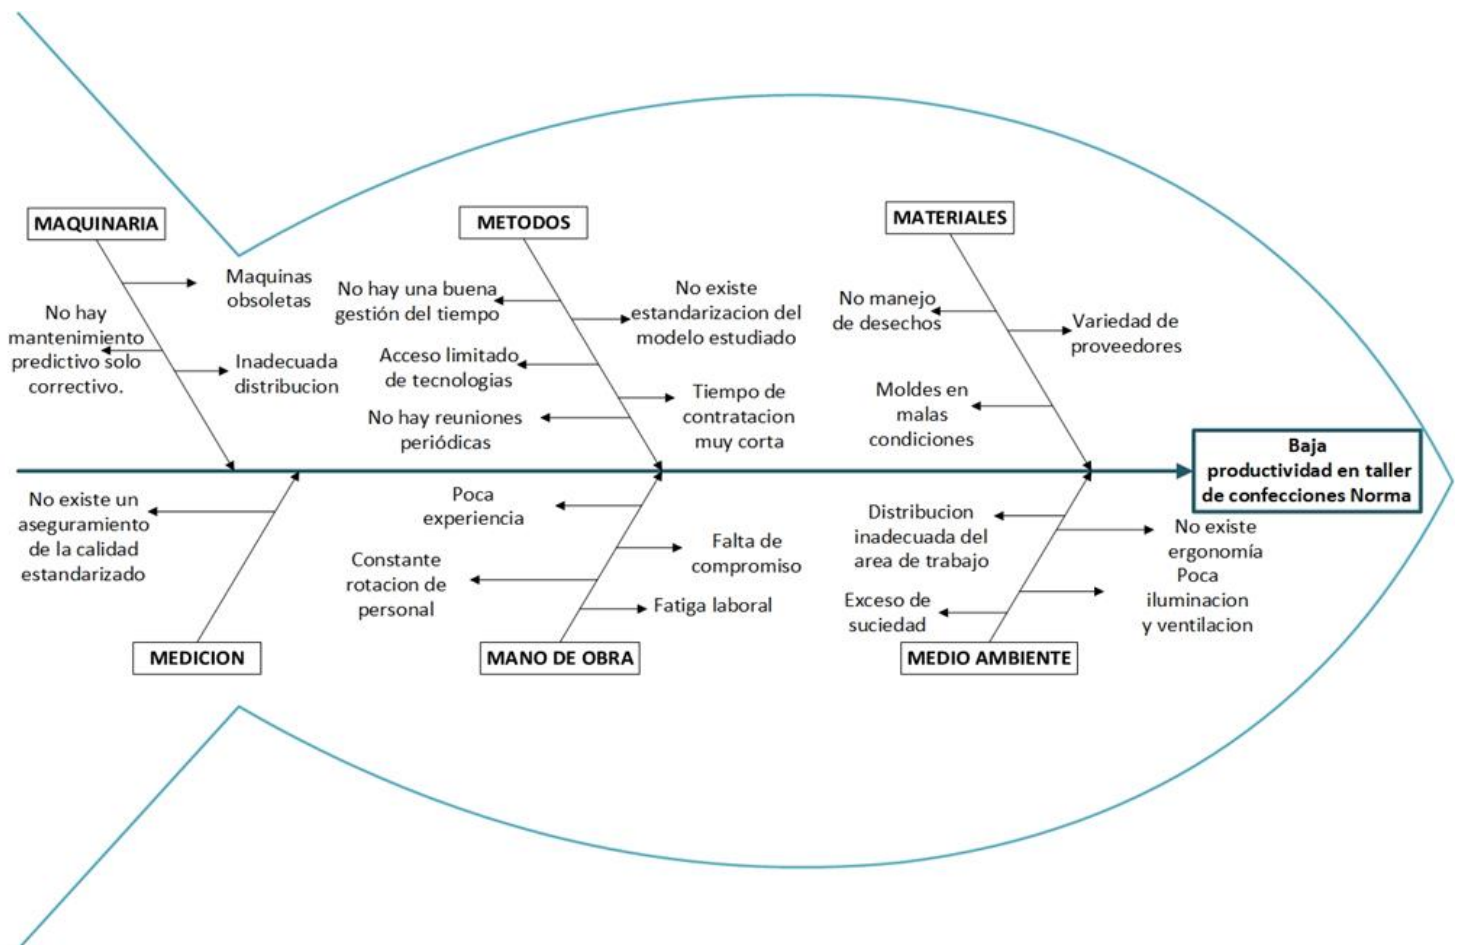 MAQUINARIA
Maquinas
obsoletas
No hay
mantenimiento
predictivo solo
correctivo.
Inadecuada
distribucion
METODOS
No hay una buena
gestión del tiempo
No existe
estandarizacion del
modelo estudiado
Acceso limitado
de tecnologias
Tiempo de
contratacion
muy corta
No hay reuniones
periódicas
MATERIALES
No manejo
de desechos
Variedad de
proveedores
Moldes en
malas
condiciones
Baja
productividad en taller
de confecciones Norma
No existe un
aseguramiento
de la calidad
estandarizado
MEDICION
Poca
experiencia
Falta de
compromiso
Constante
rotacion de
personal
Fatiga laboral
MANO DE OBRA
Distribucion
inadecuada del
area de trabajo
No existe
ergonomía
Poca
iluminacion
y ventilacion
Exceso de
suciedad
MEDIO AMBIENTE